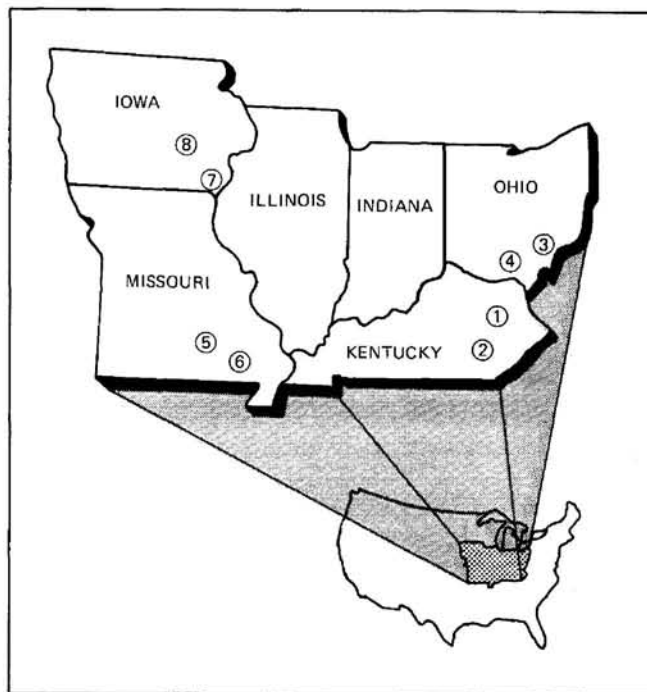 IOWA
⑧
⑦
ILLINOIS
INDIANA
OHIO
③
④
MISSOURI
⑤
⑥
KENTUCKY
①
②